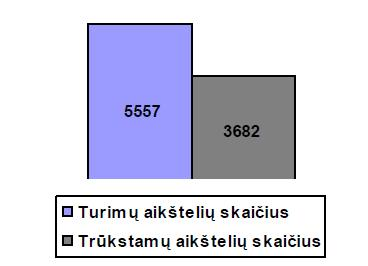 5557
3682
Turimų aikštelių skaičius
Trūkstamų aikštelių skaičius